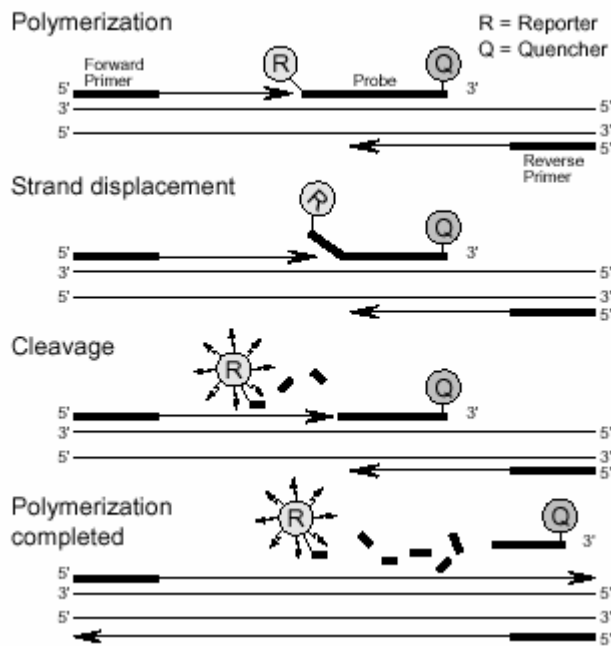 Polymerization
R = Reporter
Q = Quencher
Forward
Primer
R
Probe
Q
5'
3'
3'
5'
5'
3'
5'
Reverse
Primer
Strand displacement
R
Q
5'
3'
3'
5'
5'
3'
5'
Cleavage
R
Q
5'
3'
3'
5'
5'
3'
5'
Polymerization
completed
R
Q
3'
5'
3'
5'
5'
3'
5'